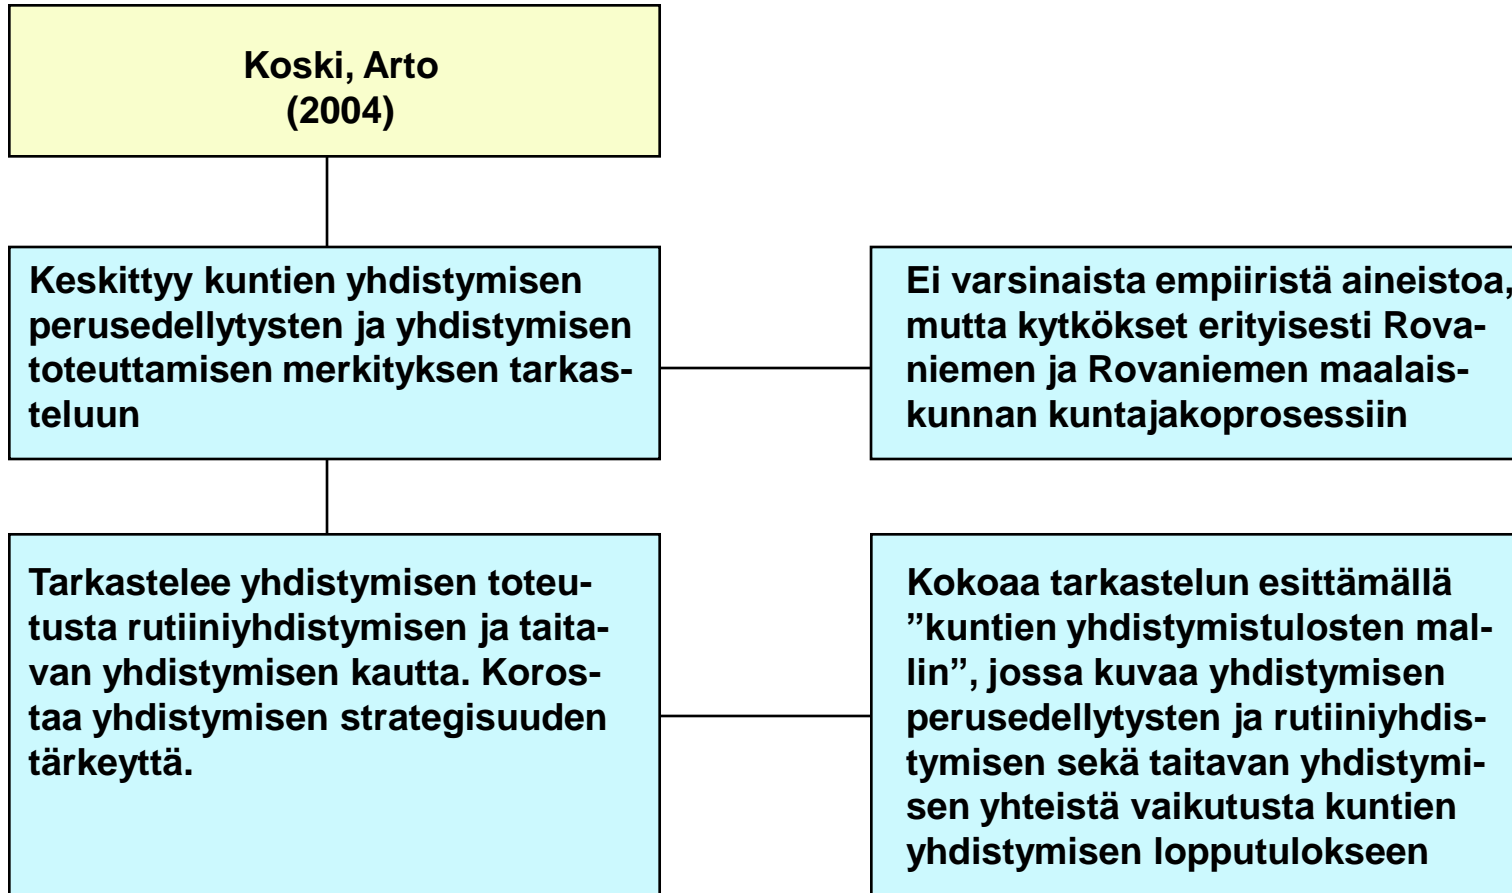 Koski, Arto
(2004)
Keskittyy kuntien yhdistymisen
perusedellytysten ja yhdistymisen
toteuttamisen merkityksen tarkas-
teluun
Ei varsinaista empiiristä aineistoa,
mutta kytkökset erityisesti Rova-
niemen ja Rovaniemen maalais-
kunnan kuntajakoprosessiin
Tarkastelee yhdistymisen toteu-
tusta rutiiniyhdistymisen ja taita-
van yhdistymisen kautta. Koros-
taa yhdistymisen strategisuuden
tärkeyttä.
Kokoaa tarkastelun esittämällä
”kuntien yhdistymistulosten mal-
lin”, jossa kuvaa yhdistymisen
perusedellytysten ja rutiiniyhdis-
tymisen sekä taitavan yhdistymi-
sen yhteistä vaikutusta kuntien
yhdistymisen lopputulokseen